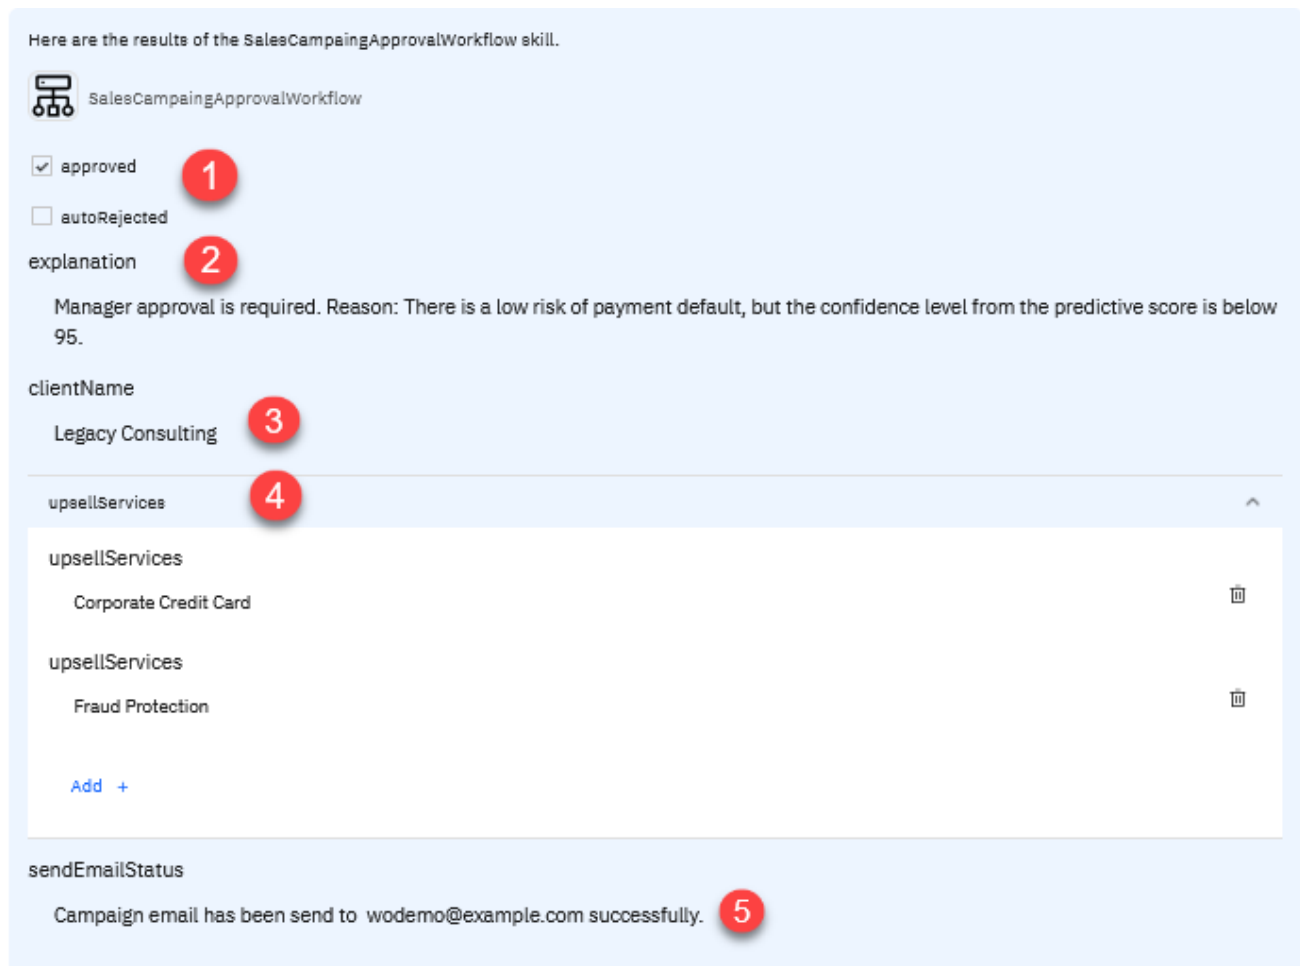 Here are the results of the SalesCampaingApprovalWorkflow skill.
SalesCampaingApprovalWorkflow
approved
1
autoRejected
explanation
2
Manager approval is required. Reason: There is a low risk of payment default, but the confidence level from the predictive score is below
95.
clientName
Legacy Consulting
3
upsellServices
4
upsellServices
Corporate Credit Card
upsellServices
Fraud Protection
Add +
sendEmailStatus
Campaign email has been send to wodemo@example.com successfully.
5